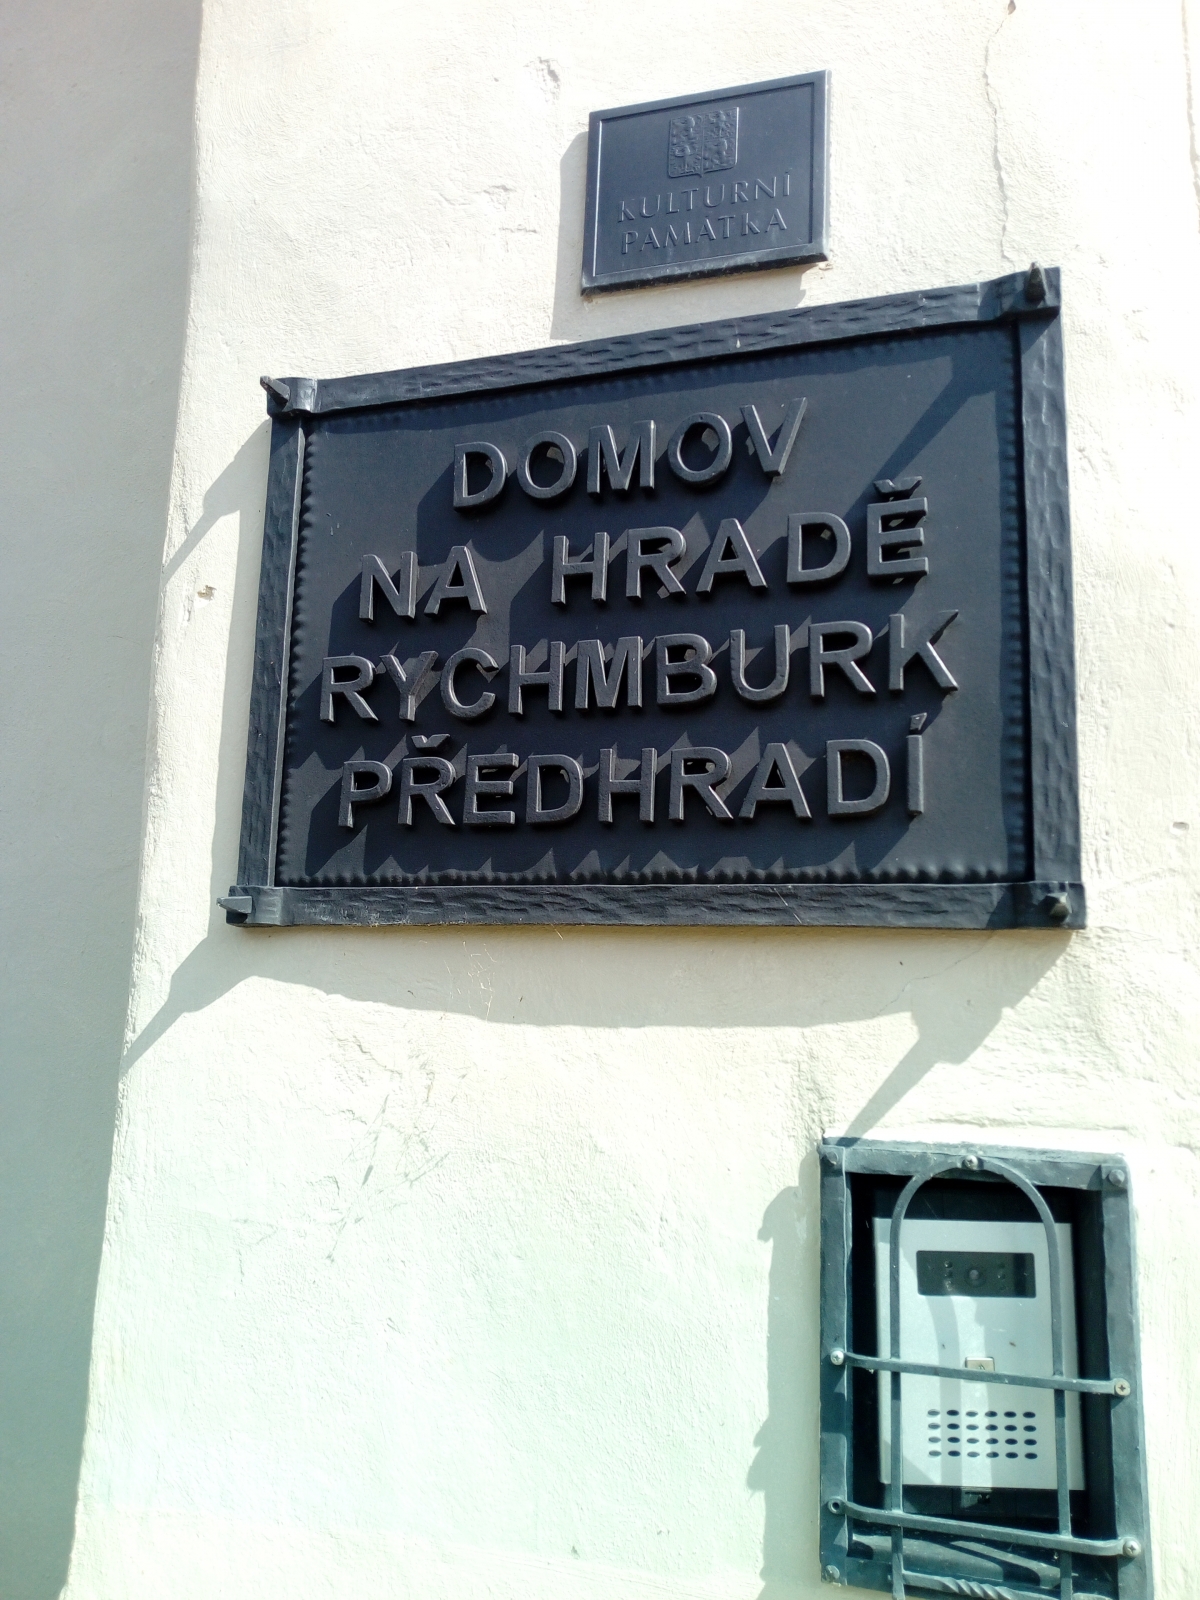 KULTURNÍ
PAMÁTKA
DOMOV
NA HRADĚ
RYCHMBURK
PŘEDHRADÍ